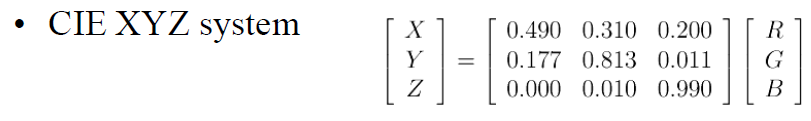 • CIE XYZ system
[ X ] = [ 0.490 0.310 0.200 ] [ R ]
[ Y ] = [ 0.177 0.813 0.011 ] [ G ]
[ Z ] = [ 0.000 0.010 0.990 ] [ B ]